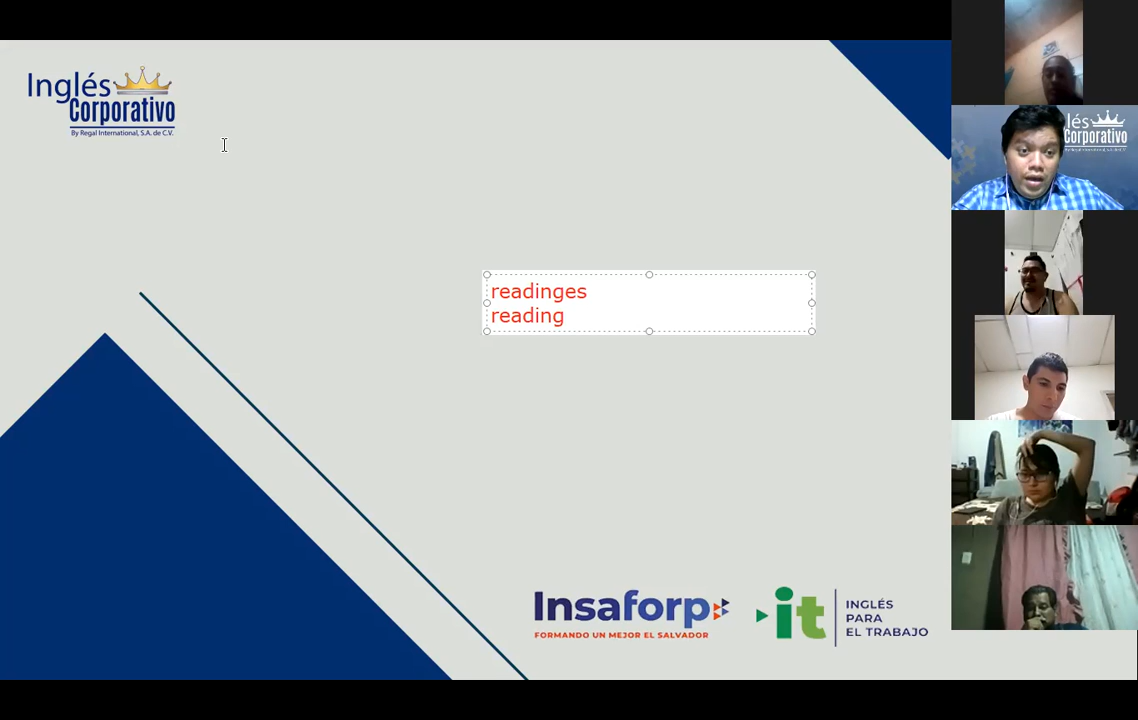 Inglés
Corporativo
By Regal International, S.A. de C.V.
lés
Corporativo
readinges
reading
Insaforp
FORMANDO UN MEJOR EL SALVADOR
it
INGLÉS
PARA
EL TRABAJO